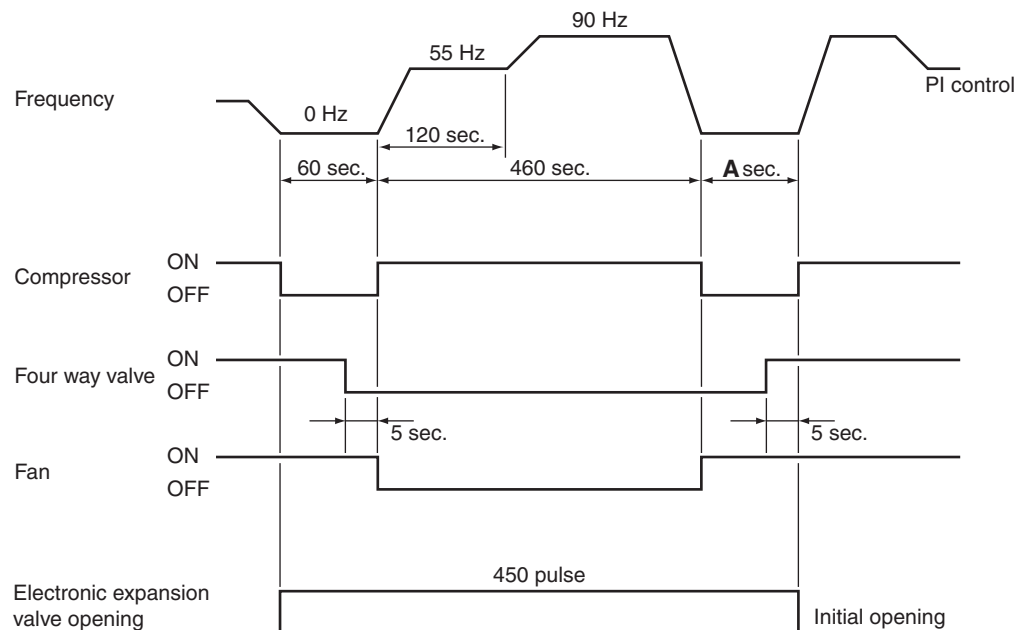 90 Hz
55 Hz
Frequency
PI control
0 Hz
120 sec.
60 sec.
460 sec.
A sec.
Compressor
ON
OFF
Four way valve
ON
OFF
5 sec.
5 sec.
Fan
ON
OFF
450 pulse
Electronic expansion
valve opening
Initial opening